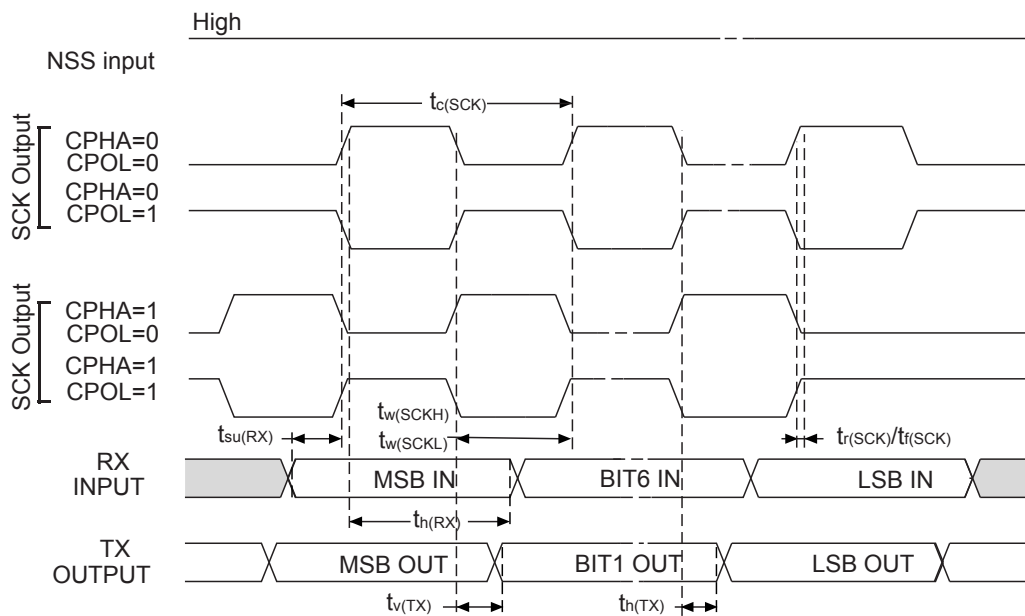 High
NSS input
tc(SCK)
SCK Output
CPHA=0
CPOL=0
CPHA=0
CPOL=1
SCK Output
CPHA=1
CPOL=0
CPHA=1
CPOL=1
tw(SCKH)
tw(SCKL)
tsu(RX)
tr(SCK)/tf(SCK)
RX
INPUT
MSB IN
BIT6 IN
LSB IN
th(RX)
TX
OUTPUT
MSB OUT
BIT1 OUT
LSB OUT
tv(TX)
th(TX)